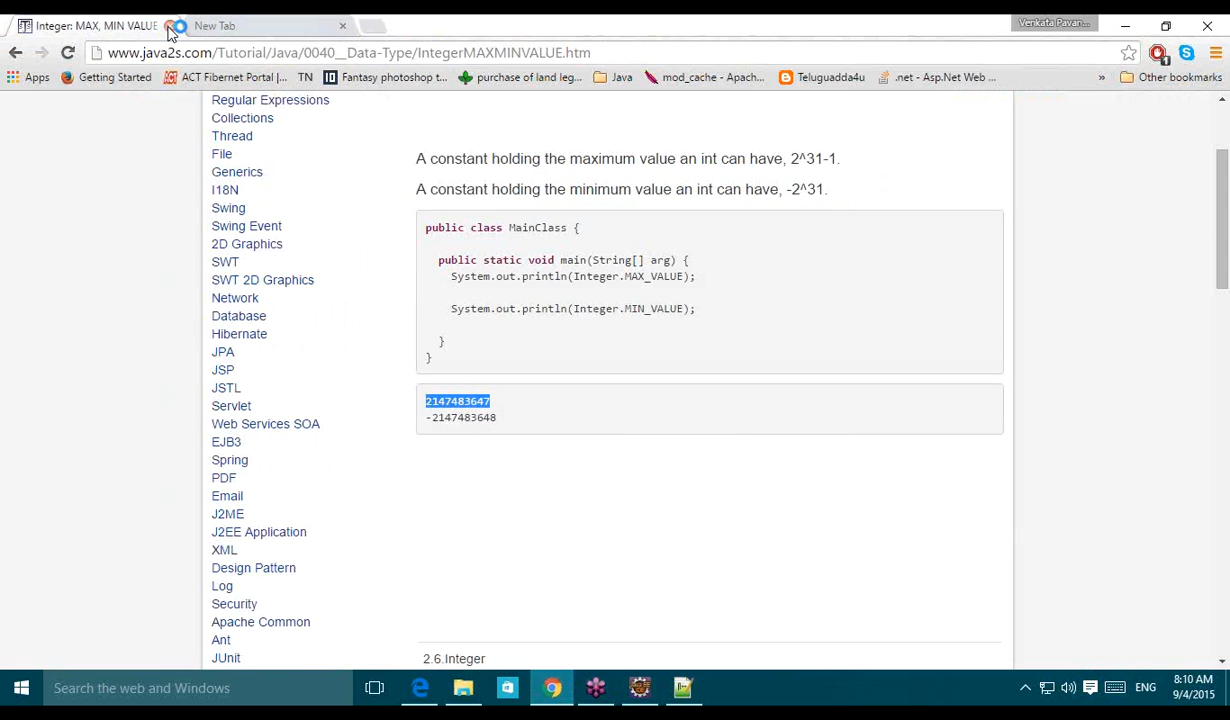 Integer: MAX, MIN VALUE
New Tab
Venkata Pavan...
www.java2s.com/Tutorial/Java/0040__Data-Type/IntegerMAXMINVALUE.htm
1
Apps
Getting Started
ACT Fibernet Portal |...
TN
Fantasy photoshop t...
purchase of land leg...
Java
mod_cache - Apach...
Teluguadda4u
.net - Asp.Net Web ...
»
Other bookmarks
Regular Expressions
Collections
Thread
File
Generics
I18N
Swing
Swing Event
2D Graphics
SWT
SWT 2D Graphics
Network
Database
Hibernate
JPA
JSP
JSTL
Servlet
Web Services SOA
EJB3
Spring
PDF
Email
J2ME
J2EE Application
XML
Design Pattern
Log
Security
Apache Common
Ant
JUnit
A constant holding the maximum value an int can have, 2^31-1.
A constant holding the minimum value an int can have, -2^31.
public class MainClass {
public static void main(String[] arg) {
System.out.println(Integer.MAX_VALUE);
System.out.println(Integer.MIN_VALUE);
}
}
2147483647
-2147483648
2.6.Integer
Search the web and Windows
ENG
8:10 AM
9/4/2015